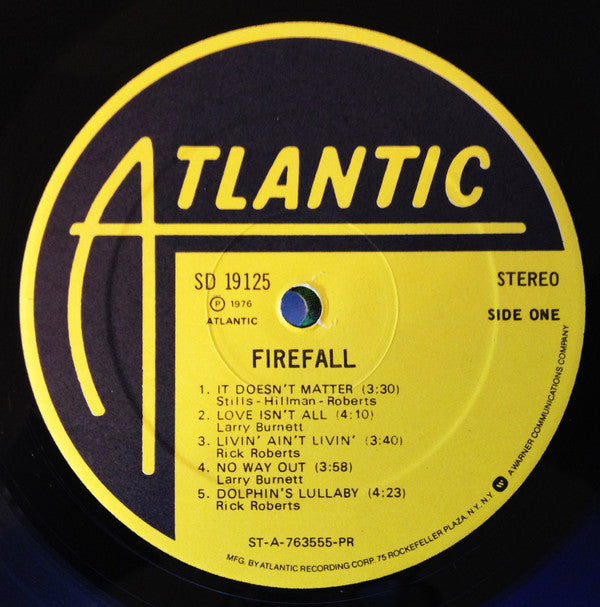 ATLANTIC
SD 19125
STEREO
Ⓟ 1976
ATLANTIC
SIDE ONE
FIREFALL
1. IT DOESN'T MATTER (3:30)
Stills-Hillman-Roberts
2. LOVE ISN'T ALL (4:10)
Larry Burnett
3. LIVIN' AIN'T LIVIN' (3:40)
Rick Roberts
4. NO WAY OUT (3:58)
Larry Burnett
5. DOLPHIN'S LULLABY (4:23)
Rick Roberts
ST-A-763555-PR
MFG. BY ATLANTIC RECORDING CORP. 75 ROCKEFELLER PLAZA, N.Y. N.Y. W A WARNER COMMUNICATIONS COMPANY